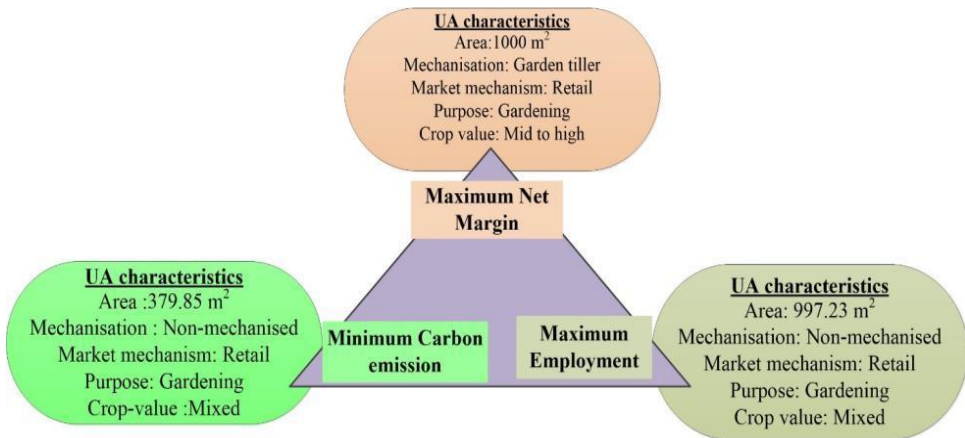 UA characteristics
Area:1000 m²
Mechanisation: Garden tiller
Market mechanism: Retail
Purpose: Gardening
Crop value: Mid to high
Maximum Net
Margin
UA characteristics
Area :379.85 m²
Mechanisation : Non-mechanised
Market mechanism: Retail
Purpose: Gardening
Crop-value :Mixed
Minimum Carbon
emission
Maximum
Employment
UA characteristics
Area: 997.23 m²
Mechanisation: Non-mechanised
Market mechanism: Retail
Purpose: Gardening
Crop value: Mixed